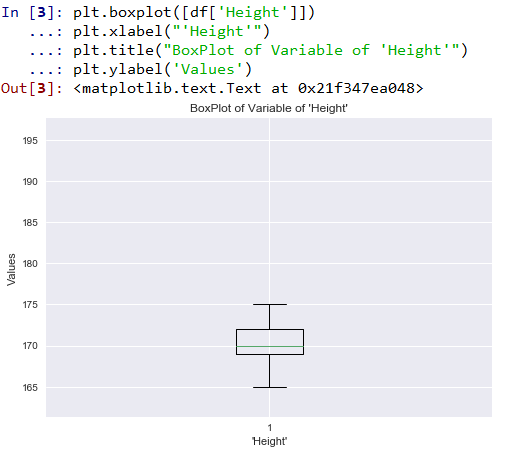 In [3]: plt.boxplot([df['Height']])
...: plt.xlabel("'Height'")
...: plt.title("BoxPlot of Variable of 'Height'")
...: plt.ylabel('Values')
Out[3]: <matplotlib.text.Text at 0x21f347ea048>
BoxPlot of Variable of 'Height'
195
190
185
180
175
170
165
Values
1
'Height'